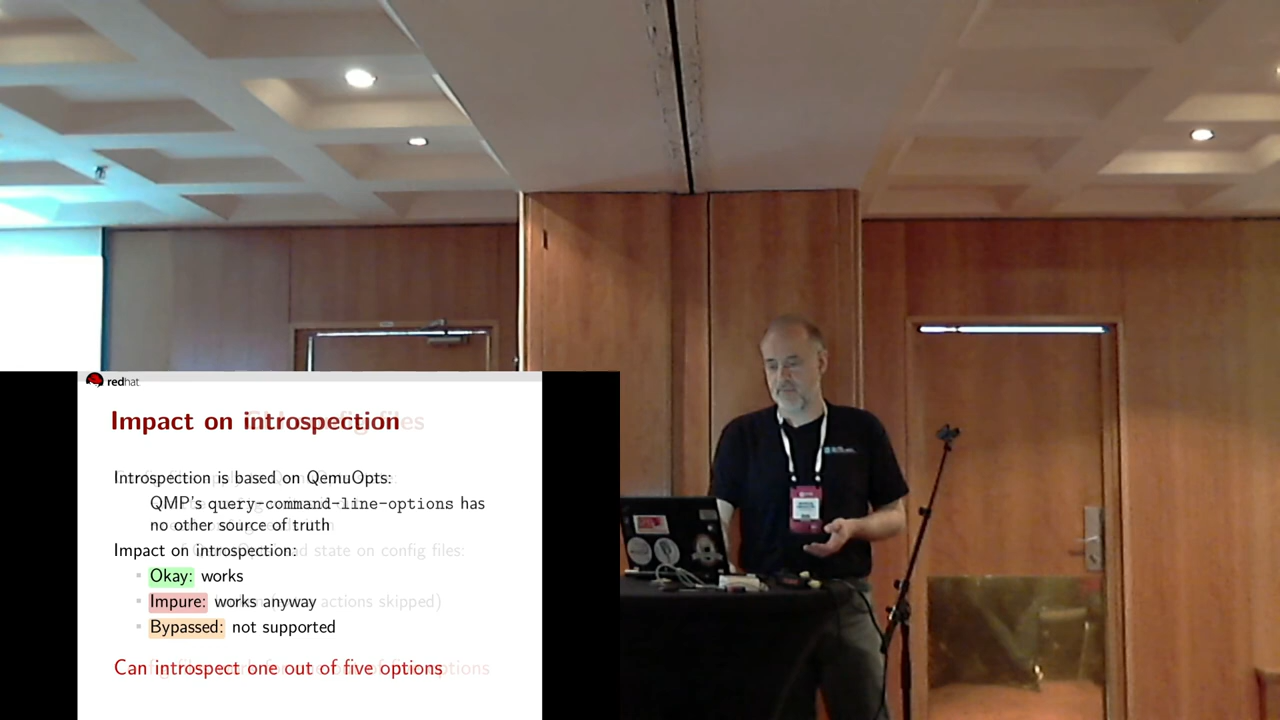 redhat
Impact on introspection
Introspection is based on QemuOpts:
QMP's query-command-line-options has
no other source of truth
Impact on introspection:
Okay: works
Impure: works anyway
Bypassed: not supported
Can introspect one out of five options